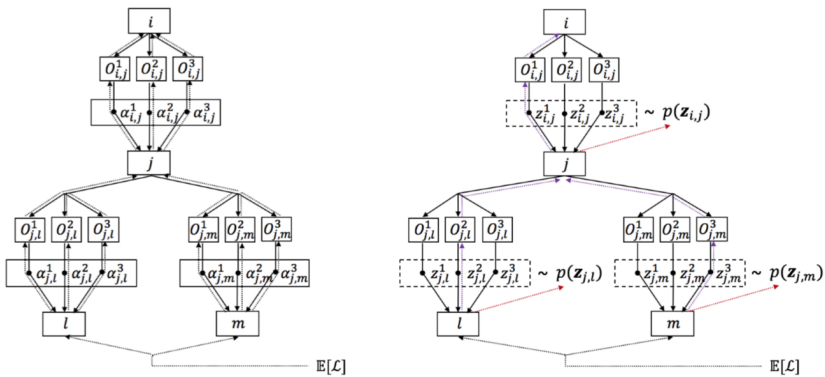 i
i
O^1_{i,j} O^2_{i,j} O^3_{i,j}
O^1_{i,j} O^2_{i,j} O^3_{i,j}
α^1_{i,j} α^2_{i,j} α^3_{i,j}
z^1_{i,j} z^2_{i,j} z^3_{i,j} ~ p(z_{i,j})
j
j
O^1_{j,l} O^2_{j,l} O^3_{j,l} O^1_{j,m} O^2_{j,m} O^3_{j,m}
O^1_{j,l} O^2_{j,l} O^3_{j,l} O^1_{j,m} O^2_{j,m} O^3_{j,m}
α^1_{j,l} α^2_{j,l} α^3_{j,l} α^1_{j,m} α^2_{j,m} α^3_{j,m}
z^1_{j,l} z^2_{j,l} z^3_{j,l} ~ p(z_{j,l}) z^1_{j,m} z^2_{j,m} z^3_{j,m} ~ p(z_{j,m})
l m
l m
𝔼[ℒ]
𝔼[ℒ]